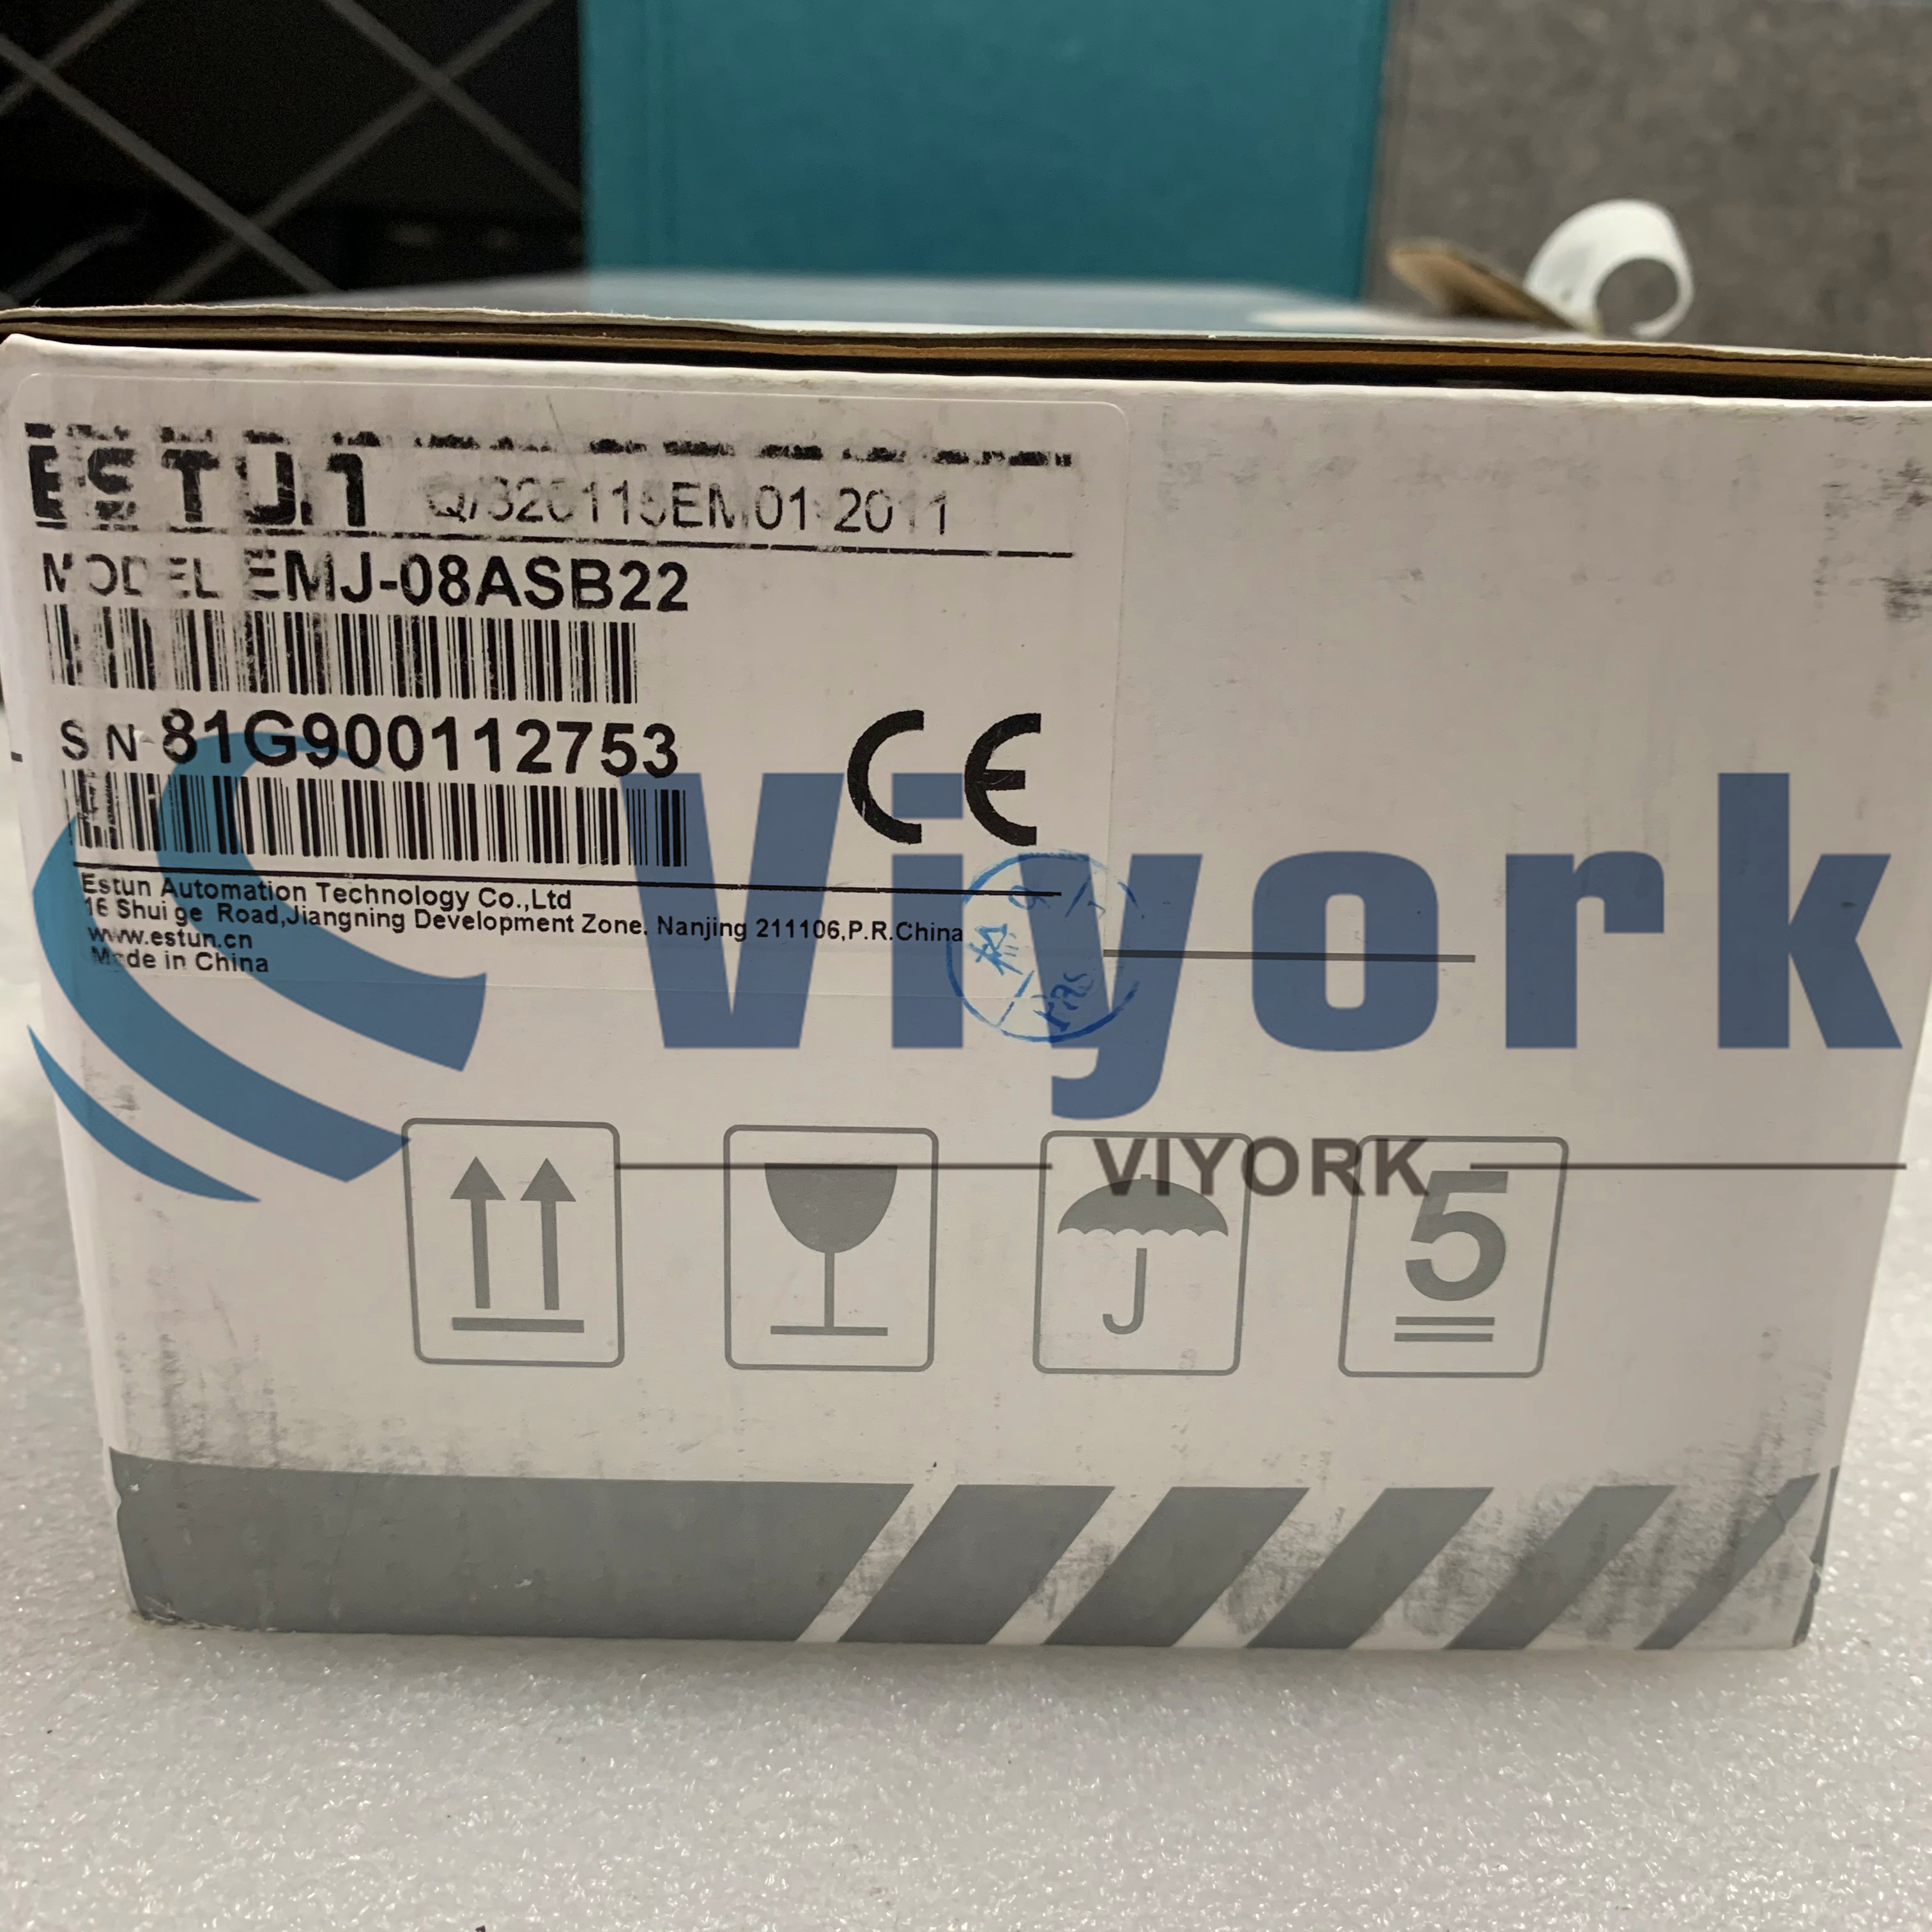 ESTUN Q/320115EM01-2011
MODEL EMJ-08ASB22
S N 81G900112753
CE
Estun Automation Technology Co.,Ltd
16 Shui ge Road,Jiangning Development Zone. Nanjing 211106,P.R.China
www.estun.cn
Made in China
Viyork
VIYORK
5